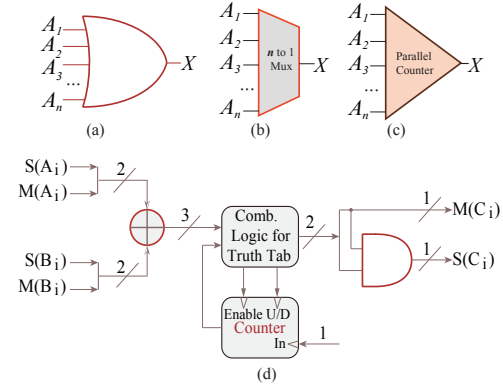 A1
A2
A3
...
An
X
(a)
A1
A2
A3
...
An
n to 1
Mux
X
(b)
A1
A2
A3
...
An
Parallel
Counter
X
(c)
S(Ai)
M(Ai)
2
S(Bi)
M(Bi)
2
3
Comb.
Logic for
Truth Tab
2
1
M(Ci)
1
S(Ci)
Enable U/D
Counter
In
1
(d)